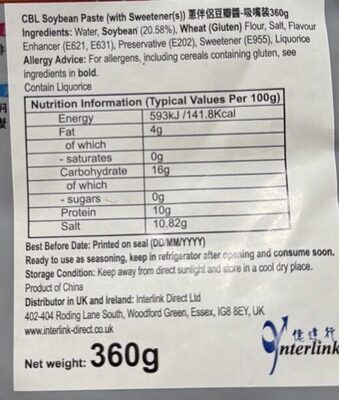 CBL Soybean Paste (with Sweetener(s)) 蔥伴侶豆瓣醬-吸嘴裝360g
Ingredients: Water, Soybean (20.58%), Wheat (Gluten) Flour, Salt, Flavour
Enhancer (E621, E631), Preservative (E202), Sweetener (E955), Liquorice
Allergy Advice: For allergens, including cereals containing gluten, see
ingredients in bold.
Contain Liquorice
Nutrition Information (Typical Values Per 100g)
Energy 593kJ /141.8Kcal
Fat 4g
of which
- saturates 0g
Carbohydrate 16g
of which
- sugars 0g
Protein 10g
Salt 10.82g
Best Before Date: Printed on seal (DD/MM/YYYY)
Ready to use as seasoning, keep in refrigerator after opening and consume soon.
Storage Condition: Keep away from direct sunlight and store in a cool dry place.
Product of China
Distributor in UK and Ireland: Interlink Direct Ltd
402-404 Roding Lane South, Woodford Green, Essex, IG8 8EY, UK
www.interlink-direct.co.uk
億達行
Interlink
Net weight: 360g